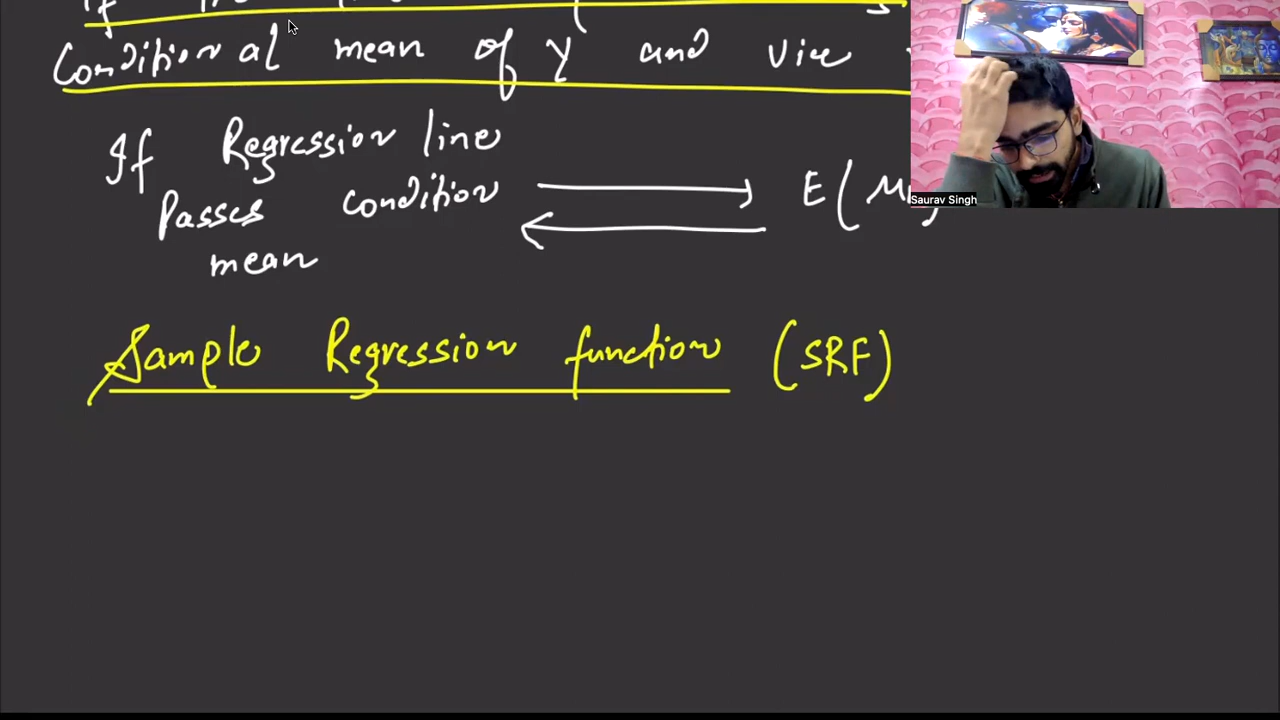 Conditional mean of Y and vice
If Regression line
Passes condition
mean
E(
Saurav Singh
Sample Regression function (SRF)